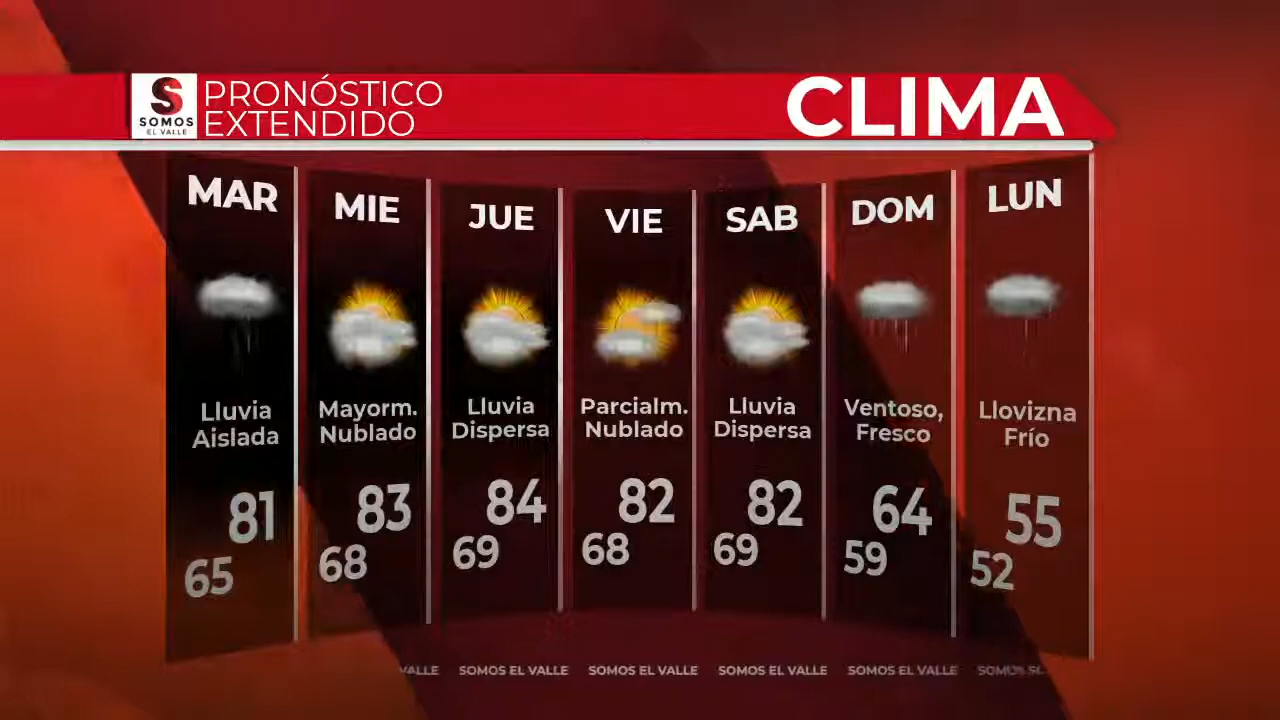 SOMOS
EL VALLE
PRONÓSTICO
EXTENDIDO
CLIMA
MAR
Lluvia
Aislada
81
65
MIE
Mayorm.
Nublado
83
68
JUE
Lluvia
Dispersa
84
69
VIE
Parcialm.
Nublado
82
68
SAB
Lluvia
Dispersa
82
69
DOM
Ventoso,
Fresco
64
59
LUN
Llovizna
Frío
55
52
VALLE SOMOS EL VALLE SOMOS EL VALLE SOMOS EL VALLE SOMOS EL VALLE SOMOS